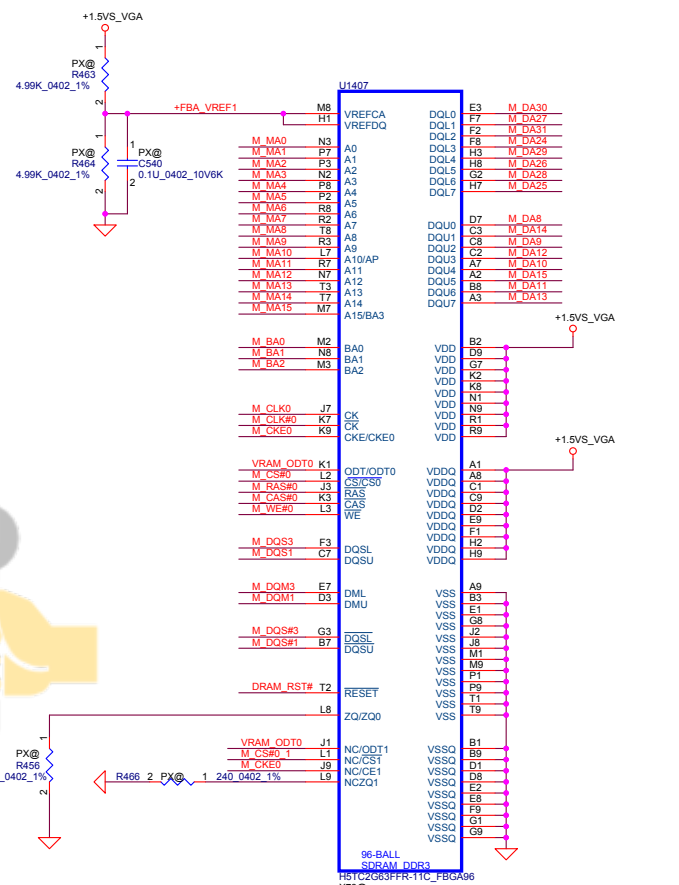 +1.5VS_VGA
1
PX@
R463
4.99K_0402_1%
2
+FBA_VREF1
1
PX@
R464
4.99K_0402_1%
2
1
PX@
C540
0.1U_0402_10V6K
2
U1407
M8 VREFCA
H1 VREFDQ
M_MA0 N3 A0
M_MA1 P7 A1
M_MA2 P3 A2
M_MA3 N2 A3
M_MA4 P8 A4
M_MA5 P2 A5
M_MA6 R8 A6
M_MA7 R2 A7
M_MA8 T8 A8
M_MA9 R3 A9
M_MA10 L7 A10/AP
M_MA11 R7 A11
M_MA12 N7 A12
M_MA13 T3 A13
M_MA14 T7 A14
M_MA15 M7 A15/BA3
M_BA0 M2 BA0
M_BA1 N8 BA1
M_BA2 M3 BA2
M_CLK0 J7 CK
M_CLK#0 K7 CK
M_CKE0 K9 CKE/CKE0
VRAM_ODT0 K1 ODT/ODT0
M_CS#0 L2 CS/CS0
M_RAS#0 J3 RAS
M_CAS#0 K3 CAS
M_WE#0 L3 WE
M_DQS3 F3 DQSL
M_DQS1 C7 DQSU
M_DQM3 E7 DML
M_DQM1 D3 DMU
M_DQS#3 G3 DQSL
M_DQS#1 B7 DQSU
DRAM_RST# T2 RESET
L8 ZQ/ZQ0
VRAM_ODT0 J1 NC/ODT1
M_CS#0_1 L1 NC/CS1
M_CKE0 J9 NC/CE1
L9 NCZQ1
1
PX@
R456
_0402_1%
2
R466 2 PX@ 1 240_0402_1%
DQL0 E3 M_DA30
DQL1 F7 M_DA27
DQL2 F2 M_DA31
DQL3 F8 M_DA24
DQL4 H3 M_DA29
DQL5 H8 M_DA26
DQL6 G2 M_DA28
DQL7 H7 M_DA25
DQU0 D7 M_DA8
DQU1 C3 M_DA14
DQU2 C8 M_DA9
DQU3 C2 M_DA12
DQU4 A7 M_DA10
DQU5 A2 M_DA15
DQU6 B8 M_DA11
DQU7 A3 M_DA13
+1.5VS_VGA
VDD B2
VDD D9
VDD G7
VDD K2
VDD K8
VDD N1
VDD N9
VDD R1
VDD R9
+1.5VS_VGA
VDDQ A1
VDDQ A8
VDDQ C1
VDDQ C9
VDDQ D2
VDDQ E9
VDDQ F1
VDDQ H2
VDDQ H9
VSS A9
VSS B3
VSS E1
VSS G8
VSS J2
VSS J8
VSS M1
VSS M9
VSS P1
VSS P9
VSS T1
VSS T9
VSSQ B1
VSSQ B9
VSSQ D1
VSSQ D8
VSSQ E2
VSSQ E8
VSSQ F9
VSSQ G1
VSSQ G9
96-BALL
SDRAM_DDR3
H5TC2G63FFR-11C_FBGA96